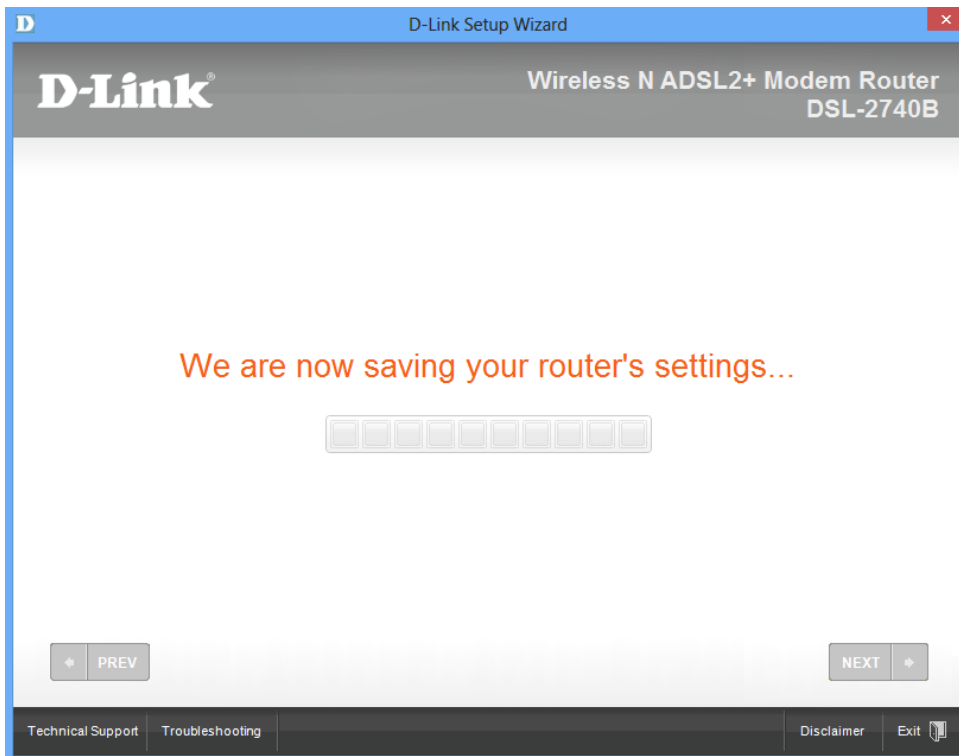 D
D-Link Setup Wizard
D-Link®
Wireless N ADSL2+ Modem Router
DSL-2740B
We are now saving your router's settings...
PREV
NEXT
Technical Support
Troubleshooting
Disclaimer
Exit